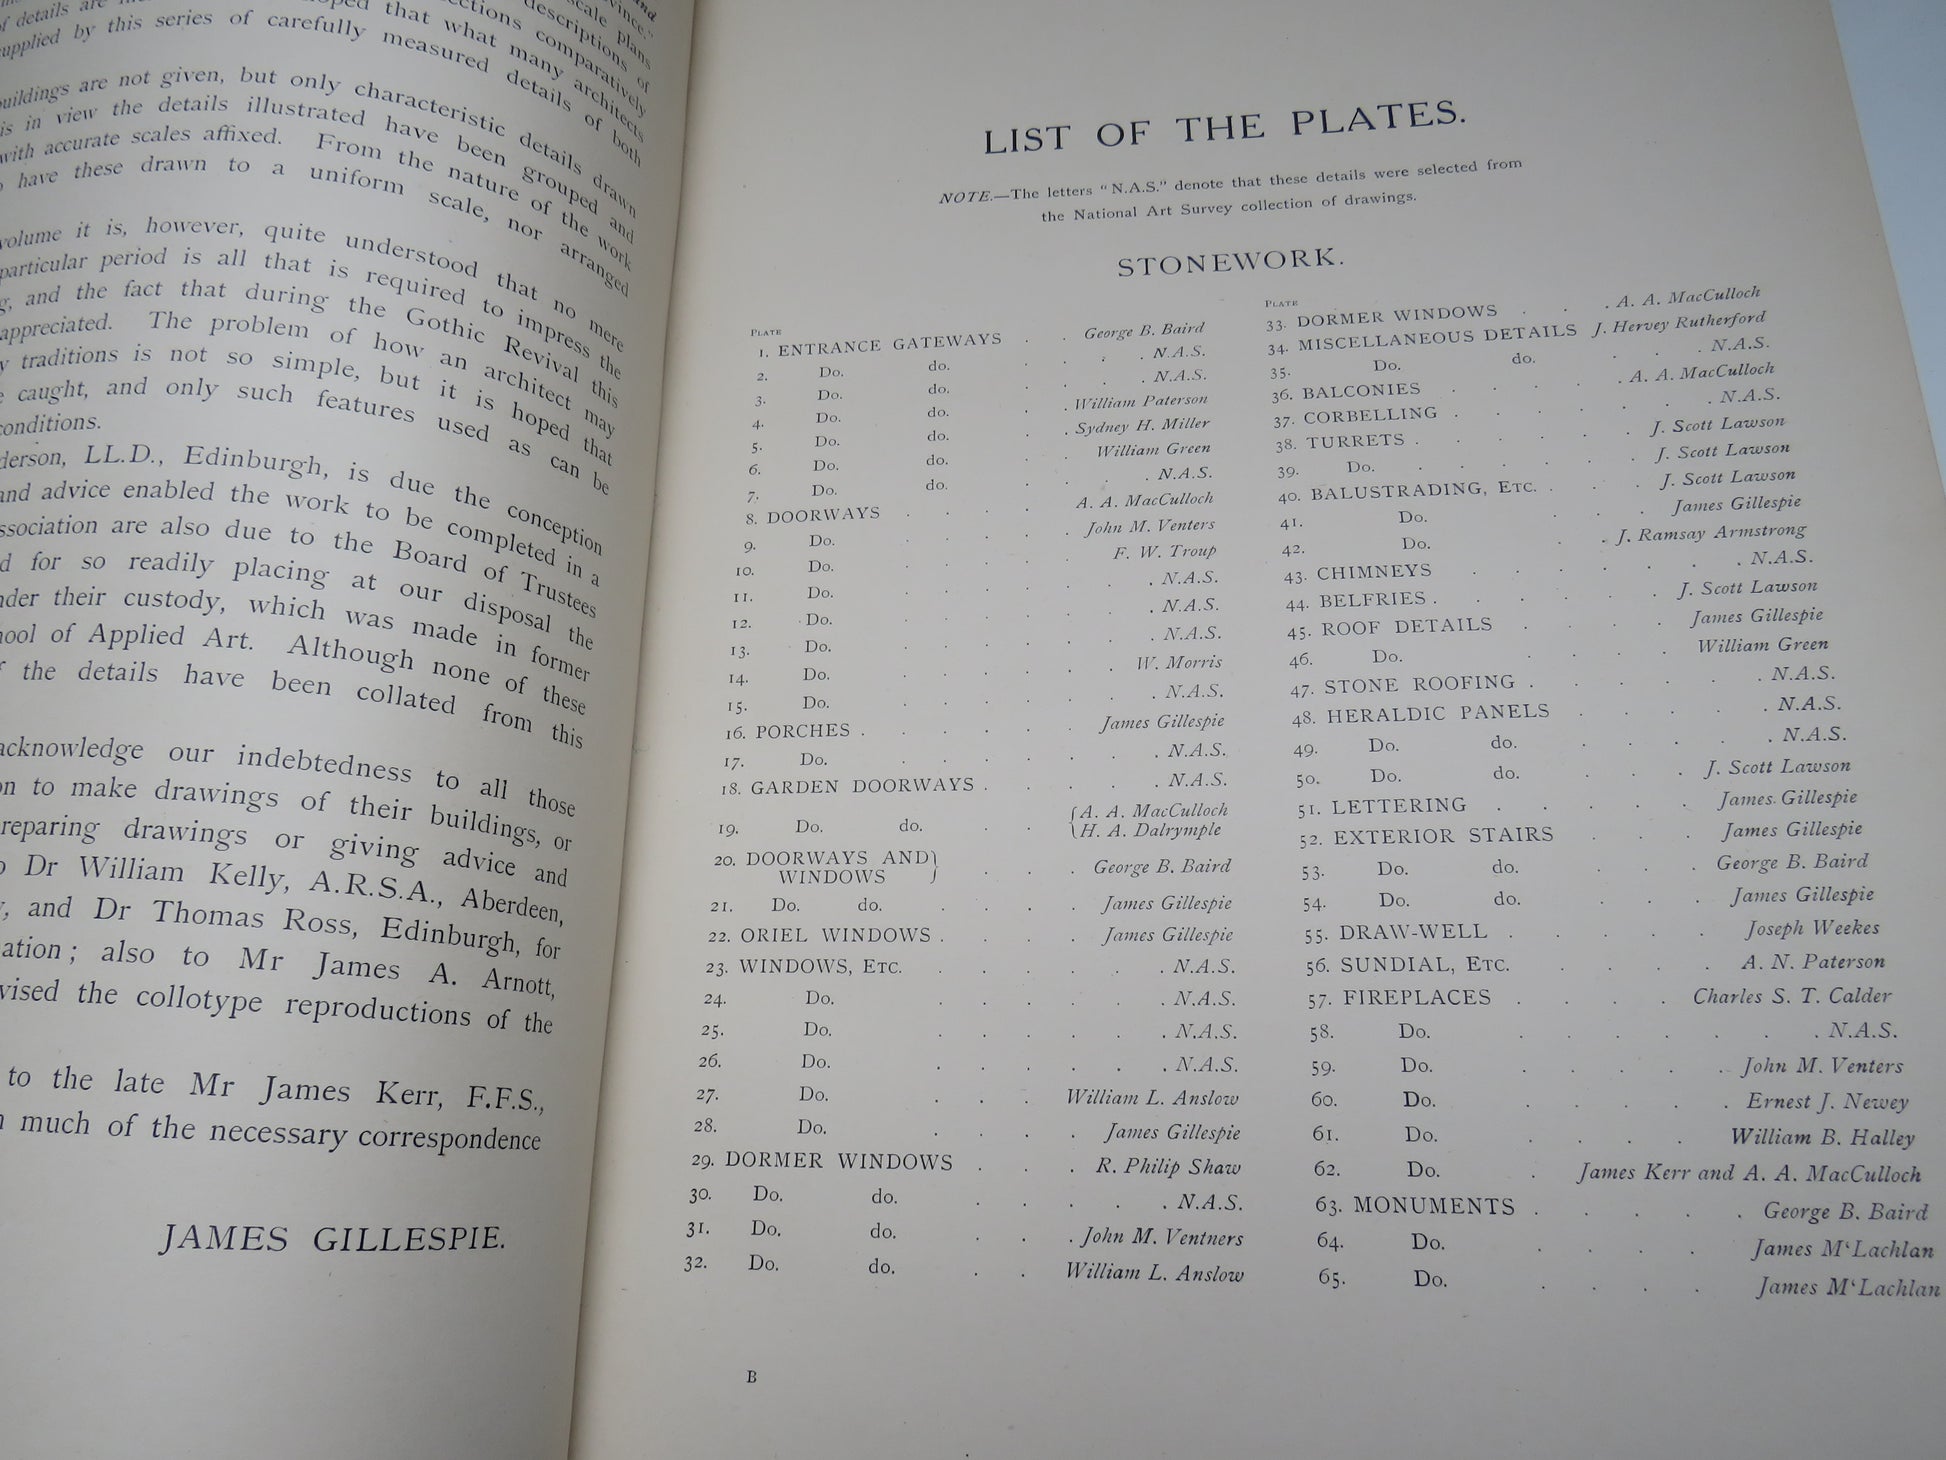 and
scale plans
descriptions of
comparatively
of details are that what many architects
supplied by this series of carefully measured details of both
buildings are not given, but only characteristic details drawn
is in view the details illustrated have been grouped and
with accurate scales affixed. From the nature of the work
have these drawn to a uniform scale, nor arranged
volume it is, however, quite understood that no mere
particular period is all that is required to impress the
and the fact that during the Gothic Revival this
appreciated. The problem of how an architect may
traditions is not so simple, but it is hoped that
caught, and only such features used as can be
conditions.
derson, LL.D., Edinburgh, is due the conception
and advice enabled the work to be completed in a
ssociation are also due to the Board of Trustees
d for so readily placing at our disposal the
nder their custody, which was made in former
ool of Applied Art. Although none of these
the details have been collated from this
acknowledge our indebtedness to all those
on to make drawings of their buildings, or
reparing drawings or giving advice and
Dr William Kelly, A.R.S.A., Aberdeen,
and Dr Thomas Ross, Edinburgh, for
ation; also to Mr James A. Arnott,
vised the collotype reproductions of the
to the late Mr James Kerr, F.F.S.,
much of the necessary correspondence
JAMES GILLESPIE.
LIST OF THE PLATES.
NOTE.—The letters "N.A.S." denote that these details were selected from
the National Art Survey collection of drawings.
STONEWORK.
PLATE
1. ENTRANCE GATEWAYS . . George B. Baird
2. Do. do. . . . N.A.S.
3. Do. do. . . . N.A.S.
4. Do. do. . . William Paterson
5. Do. do. . . Sydney H. Miller
6. Do. do. . William Green
7. Do. do. . . . N.A.S.
8. DOORWAYS . . . . A. A. MacCulloch
9. Do. . . . . John M. Venters
10. Do. . . . . F. W. Troup
11. Do. . . . . . N.A.S.
12. Do. . . . . . N.A.S.
13. Do. . . . . . N.A.S.
14. Do. . . . . . W. Morris
15. Do. . . . . . N.A.S.
16. PORCHES . . . . . James Gillespie
17. Do. . . . . . N.A.S.
18. GARDEN DOORWAYS . . . . N.A.S.
19. Do. do. . . { A. A. MacCulloch
H. A. Dalrymple
20. DOORWAYS AND
WINDOWS } . . . George B. Baird
21. Do. do. . . . . James Gillespie
22. ORIEL WINDOWS . . . . James Gillespie
23. WINDOWS, ETC. . . . . . N.A.S.
24. Do. . . . . . N.A.S.
25. Do. . . . . . N.A.S.
26. Do. . . . . . N.A.S.
27. Do. . . . William L. Anslow
28. Do. . . . . James Gillespie
29. DORMER WINDOWS . . . R. Philip Shaw
30. Do. do. . . . . . N.A.S.
31. Do. do. . . . John M. Ventners
32. Do. do. . . William L. Anslow
PLATE
33. DORMER WINDOWS . . . A. A. MacCulloch
34. MISCELLANEOUS DETAILS J. Hervey Rutherford
35. Do. do. . . . N.A.S.
36. BALCONIES . . . . A. A. MacCulloch
37. CORBELLING . . . . . . N.A.S.
38. TURRETS . . . . . J. Scott Lawson
39. Do. . . . . . J. Scott Lawson
40. BALUSTRADING, ETC. . . . J. Scott Lawson
41. Do. . . . James Gillespie
42. Do. . . J. Ramsay Armstrong
43. CHIMNEYS . . . . . . N.A.S.
44. BELFRIES . . . . . J. Scott Lawson
45. ROOF DETAILS . . . . James Gillespie
46. Do. . . . . William Green
47. STONE ROOFING . . . . . . N.A.S.
48. HERALDIC PANELS . . . . . N.A.S.
49. Do. do. . . . . . N.A.S.
50. Do. do. . . . J. Scott Lawson
51. LETTERING . . . . . James Gillespie
52. EXTERIOR STAIRS . . . James Gillespie
53. Do. do. . . . George B. Baird
54. Do. do. . . . James Gillespie
55. DRAW-WELL . . . . . Joseph Weekes
56. SUNDIAL, ETC. . . . . A. N. Paterson
57. FIREPLACES . . . . Charles S. T. Calder
58. Do. . . . . . . N.A.S.
59. Do. . . . . John M. Venters
60. Do. . . . . Ernest J. Newey
61. Do. . . . . William B. Halley
62. Do. . James Kerr and A. A. MacCulloch
63. MONUMENTS . . . . . George B. Baird
64. Do. . . . . James M‘Lachlan
65. Do. . . . . James M‘Lachlan
B